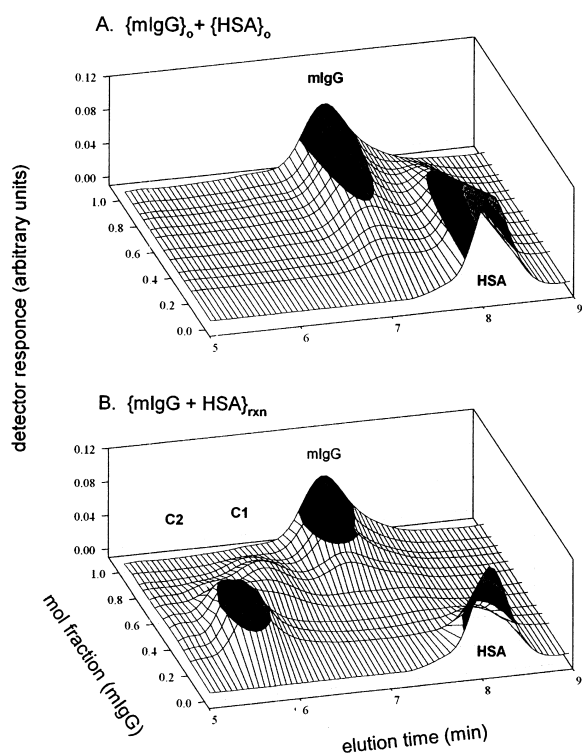 A. {mIgG}o + {HSA}o
mIgG
0.12
0.08
0.04
0.00
1.0
0.8
0.6
0.4
0.2
0.0
HSA
5
6
7
8
9
detector responce (arbitrary units)
B. {mIgG + HSA}rxn
mIgG
0.12
0.08
0.04
0.00
C2
C1
1.0
0.8
0.6
0.4
0.2
0.0
HSA
5
6
7
8
9
mol fraction (mIgG)
elution time (min)